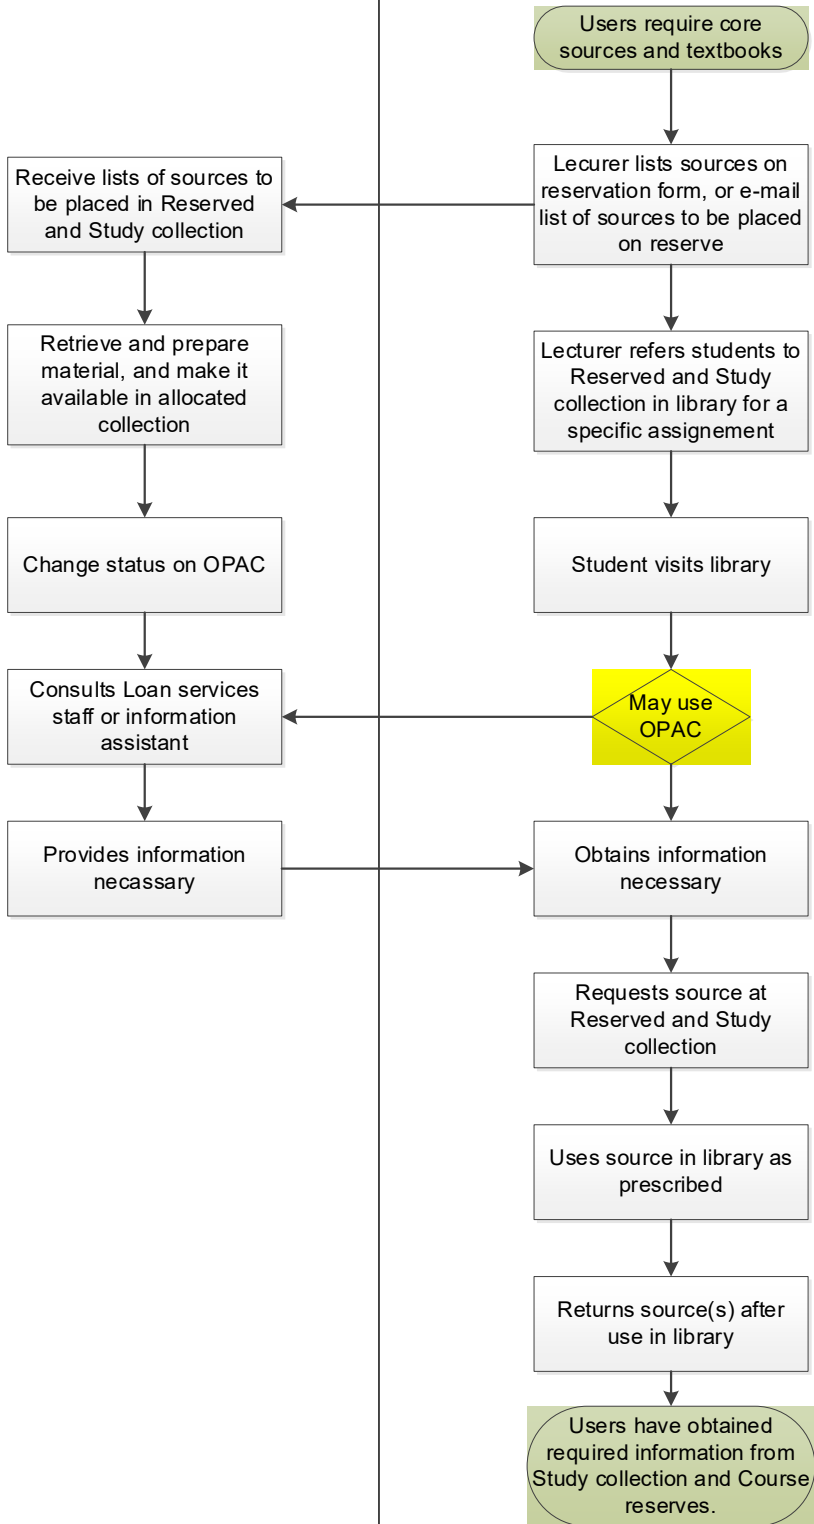 Users require core
sources and textbooks
Lecurer lists sources on
reservation form, or e-mail
list of sources to be placed
on reserve
Receive lists of sources to
be placed in Reserved
and Study collection
Retrieve and prepare
material, and make it
available in allocated
collection
Lecturer refers students to
Reserved and Study
collection in library for a
specific assignement
Change status on OPAC
Student visits library
Consults Loan services
staff or information
assistant
May use
OPAC
Provides information
necassary
Obtains information
necessary
Requests source at
Reserved and Study
collection
Uses source in library as
prescribed
Returns source(s) after
use in library
Users have obtained
required information from
Study collection and Course
reserves.